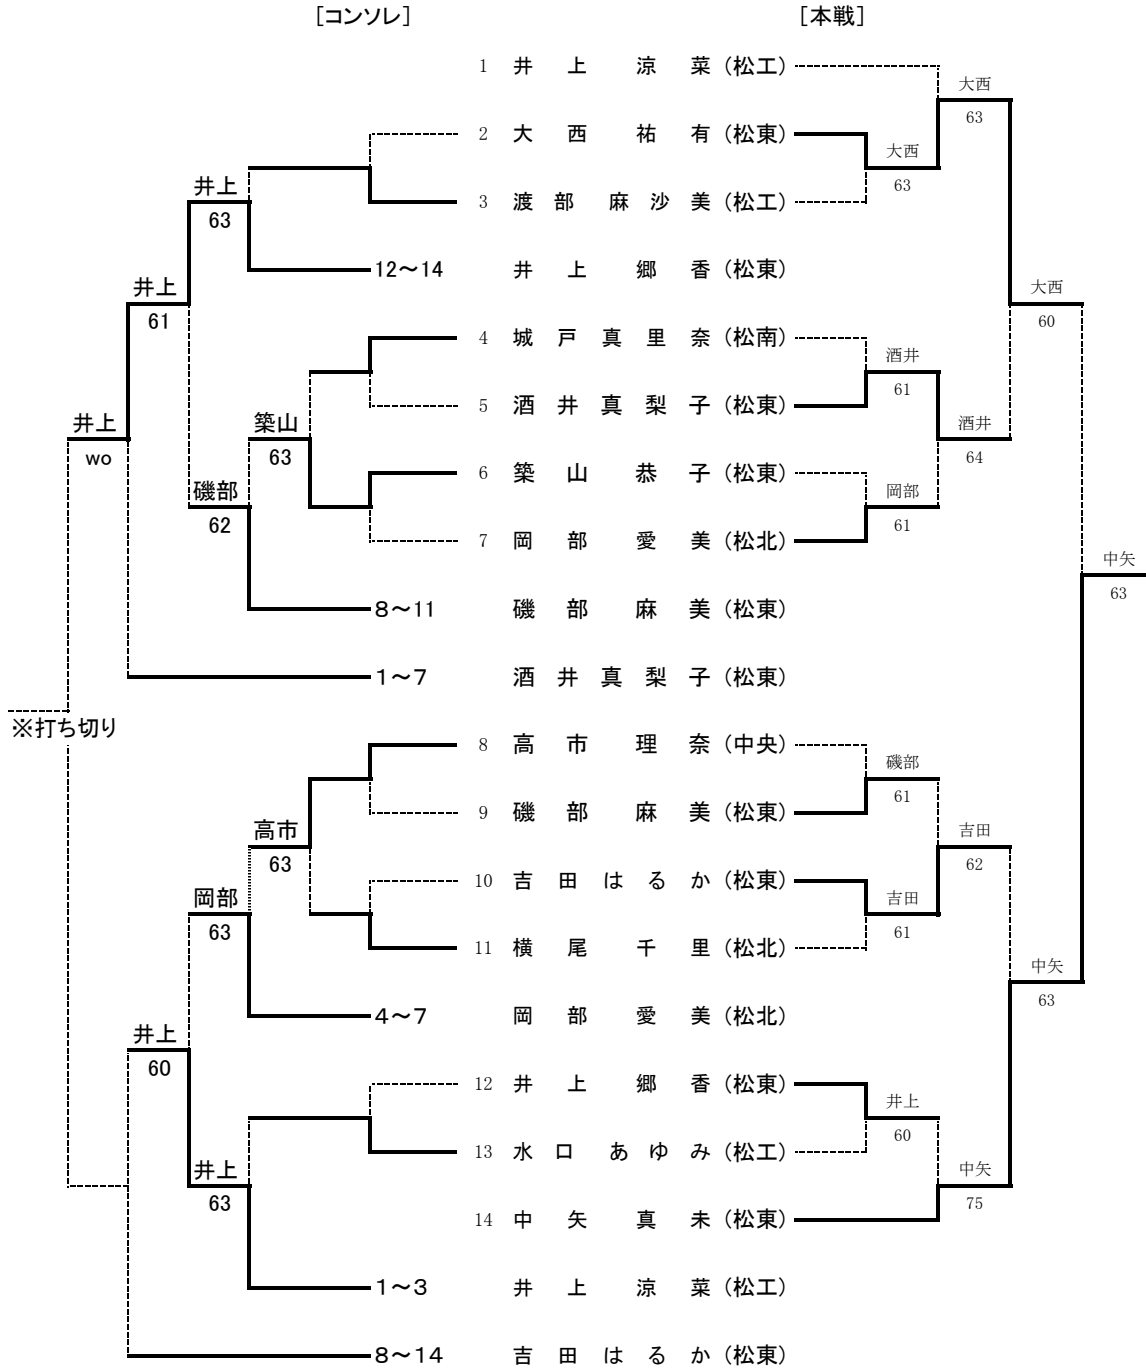 ［コンソレ］ ［本戦］
1 井上涼菜（松工）
大西
63
2 大西祐有（松東）
大西
63
井上
63
3 渡部麻沙美（松工）
12～14 井上郷香（松東）
井上
61
大西
60
4 城戸真里奈（松南）
酒井
61
5 酒井真梨子（松東）
井上
wo
築山
63
酒井
64
6 築山恭子（松東）
磯部
62
岡部
61
7 岡部愛美（松北）
中矢
63
8～11 磯部麻美（松東）
1～7 酒井真梨子（松東）
※打ち切り
8 高市理奈（中央）
磯部
61
9 磯部麻美（松東）
高市
63
吉田
62
10 吉田はるか（松東）
岡部
63
吉田
61
11 横尾千里（松北）
中矢
63
4～7 岡部愛美（松北）
井上
60
12 井上郷香（松東）
井上
60
13 水口あゆみ（松工）
井上
63
中矢
75
14 中矢真未（松東）
1～3 井上涼菜（松工）
8～14 吉田はるか（松東）